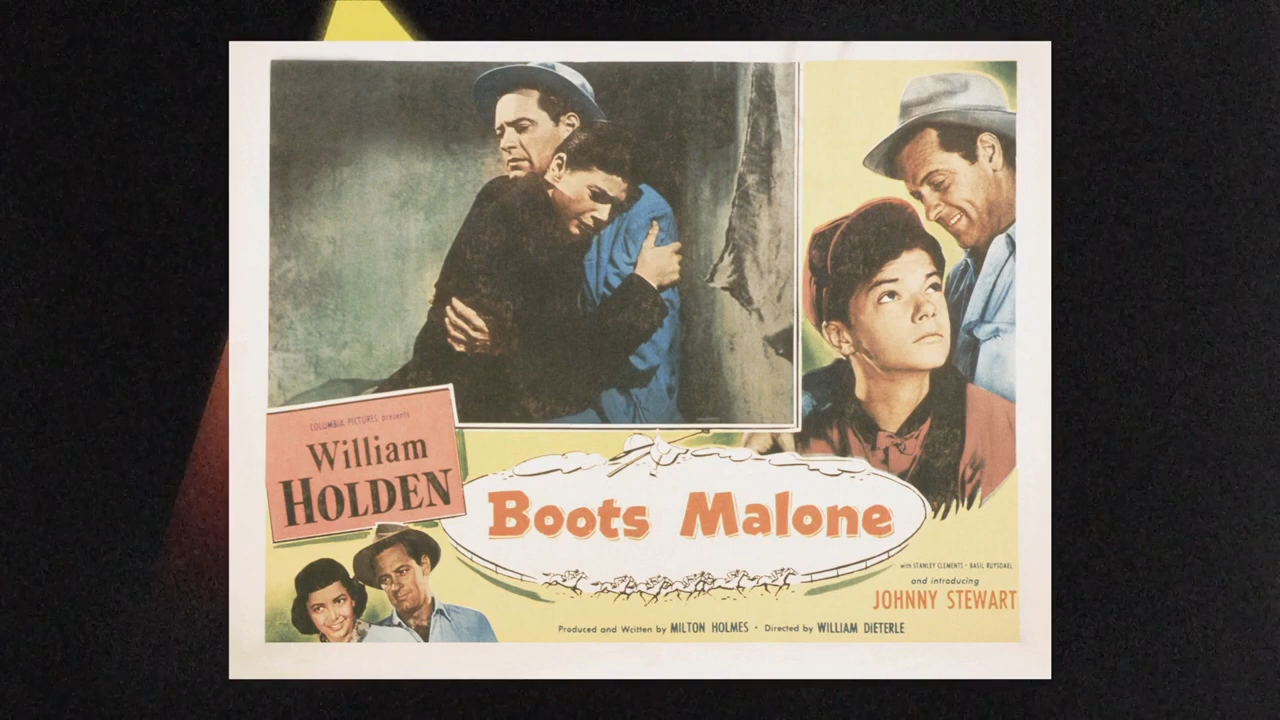 COLUMBIA PICTURES presents
William
HOLDEN
Boots Malone
with STANLEY CLEMENTS · BASIL RUYSDAEL
and introducing
JOHNNY STEWART
Produced and Written by MILTON HOLMES · Directed by WILLIAM DIETERLE